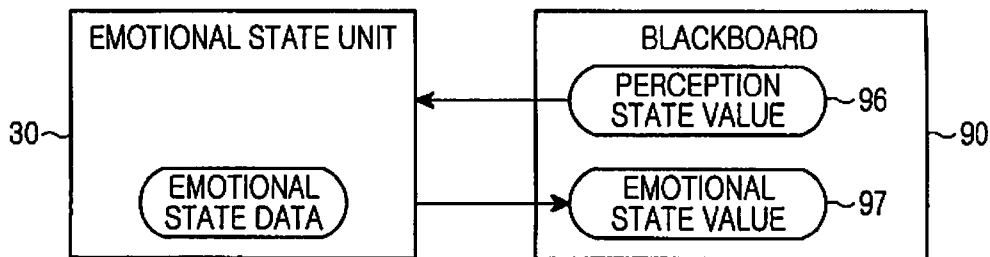 EMOTIONAL STATE UNIT
BLACKBOARD
PERCEPTION
STATE VALUE
96
30
90
EMOTIONAL
STATE DATA
EMOTIONAL
STATE VALUE
97